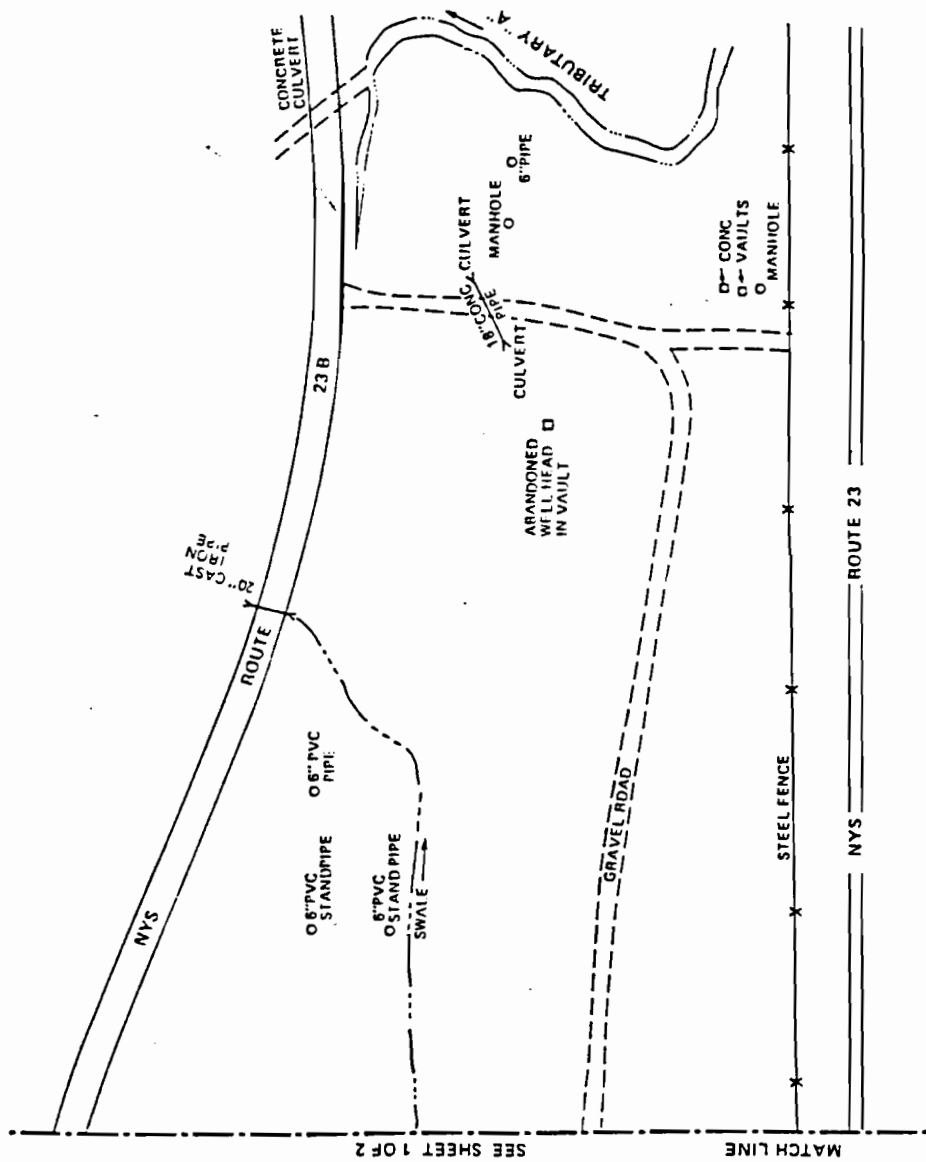 CONCRETE
CULVERT
TRIBUTARY "A"
23 B
18" CONC
PIPE
CULVERT
MANHOLE
6" PIPE
CULVERT
CONC
VAULTS
MANHOLE
ABANDONED
WELL HEAD
IN VAULT
20" CAST
IRON
PIPE
ROUTE
NYS
6" PVC
PIPE
6" PVC
STANDPIPE
6" PVC
STAND PIPE
SWALE
GRAVEL ROAD
STEEL FENCE
NYS
ROUTE 23
SEE SHEET 1 OF 2
MATCH LINE